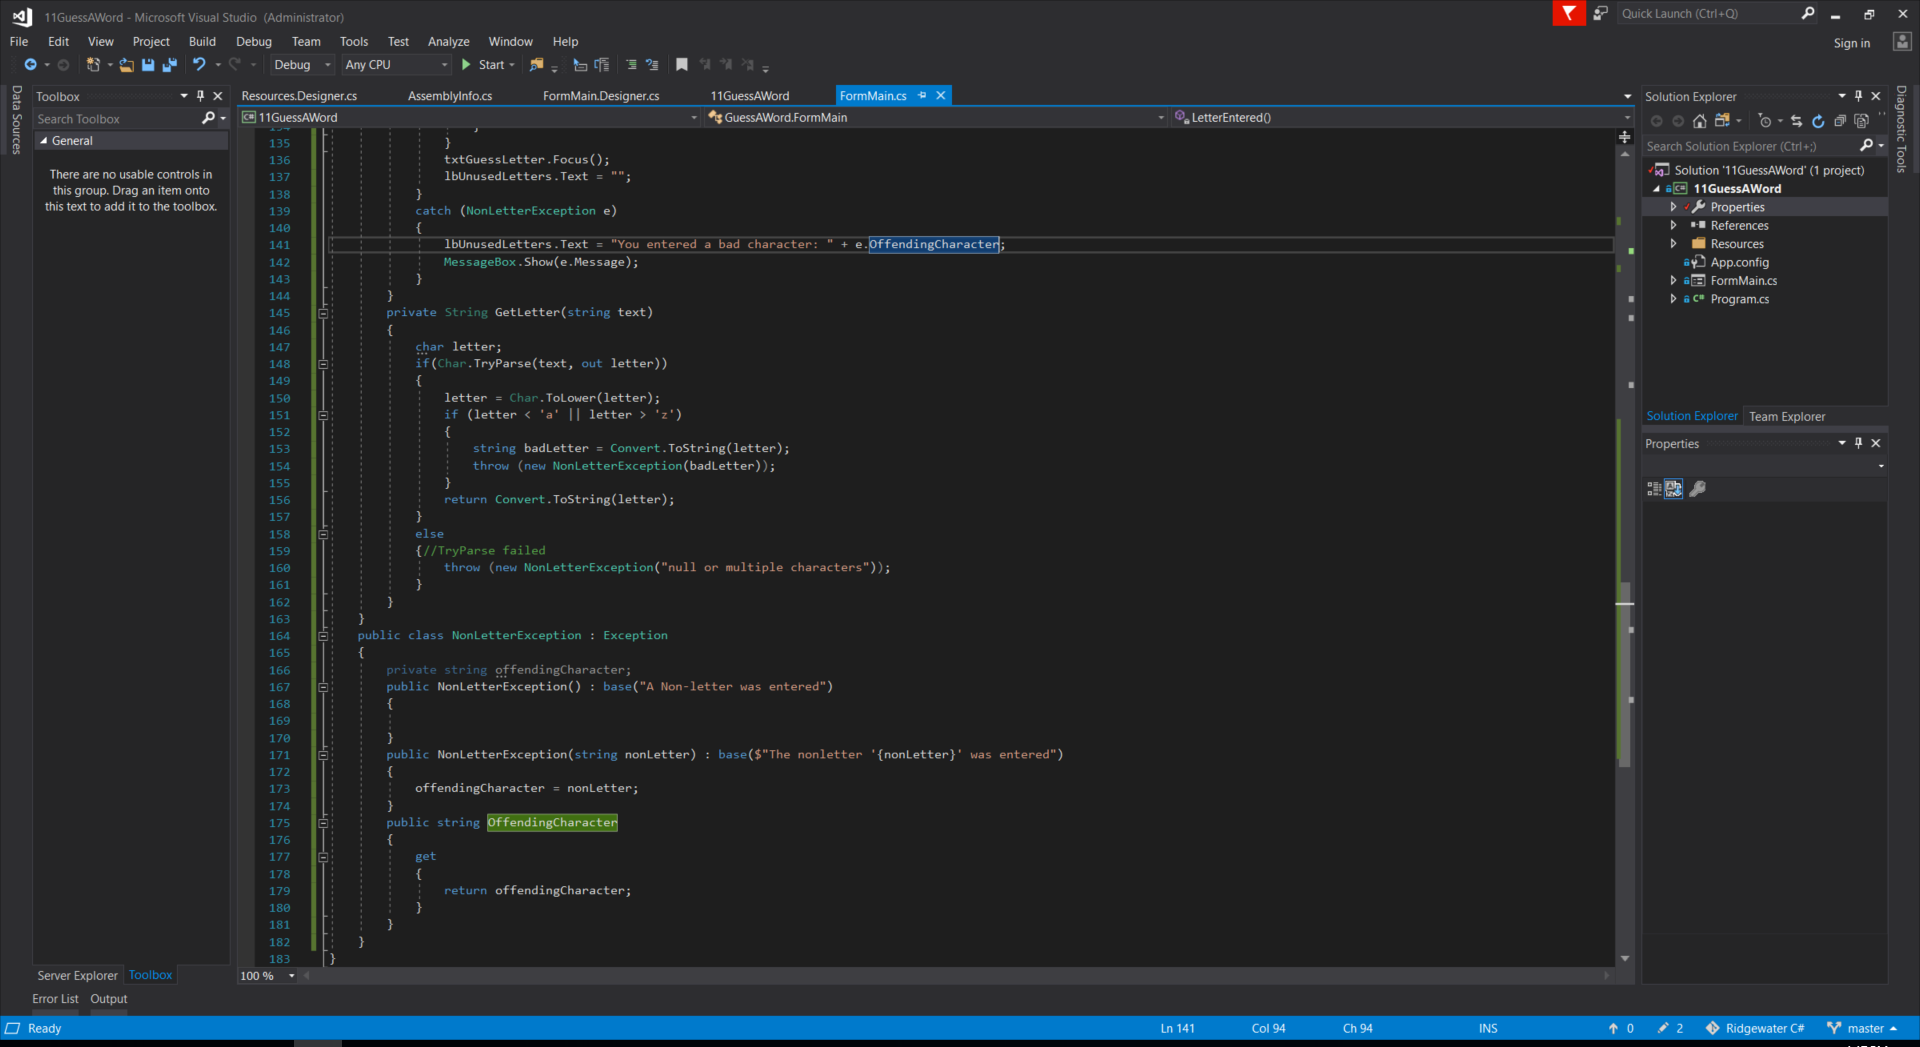 11GuessAWord - Microsoft Visual Studio (Administrator)
Quick Launch (Ctrl+Q)
File Edit View Project Build Debug Team Tools Test Analyze Window Help
Sign in
Debug Any CPU Start
Data Sources
Toolbox
Search Toolbox
General
There are no usable controls in
this group. Drag an item onto
this text to add it to the toolbox.
Server Explorer Toolbox
Error List Output
Resources.Designer.cs AssemblyInfo.cs FormMain.Designer.cs 11GuessAWord FormMain.cs
11GuessAWord GuessAWord.FormMain LetterEntered()
134 }
135 }
136 txtGuessLetter.Focus();
137 lbUnusedLetters.Text = "";
138 }
139 catch (NonLetterException e)
140 {
141 lbUnusedLetters.Text = "You entered a bad character: " + e.OffendingCharacter;
142 MessageBox.Show(e.Message);
143 }
144 }
145 private String GetLetter(string text)
146 {
147 char letter;
148 if(Char.TryParse(text, out letter))
149 {
150 letter = Char.ToLower(letter);
151 if (letter < 'a' || letter > 'z')
152 {
153 string badLetter = Convert.ToString(letter);
154 throw (new NonLetterException(badLetter));
155 }
156 return Convert.ToString(letter);
157 }
158 else
159 {//TryParse failed
160 throw (new NonLetterException("null or multiple characters"));
161 }
162 }
163 }
164 public class NonLetterException : Exception
165 {
166 private string offendingCharacter;
167 public NonLetterException() : base("A Non-letter was entered")
168 {
169
170 }
171 public NonLetterException(string nonLetter) : base($"The nonletter '{nonLetter}' was entered")
172 {
173 offendingCharacter = nonLetter;
174 }
175 public string OffendingCharacter
176 {
177 get
178 {
179 return offendingCharacter;
180 }
181 }
182 }
183 }
100 %
Solution Explorer
Search Solution Explorer (Ctrl+;)
Solution '11GuessAWord' (1 project)
11GuessAWord
Properties
References
Resources
App.config
FormMain.cs
Program.cs
Solution Explorer Team Explorer
Properties
Diagnostic Tools
Ready Ln 141 Col 94 Ch 94 INS 0 2 Ridgewater C# master